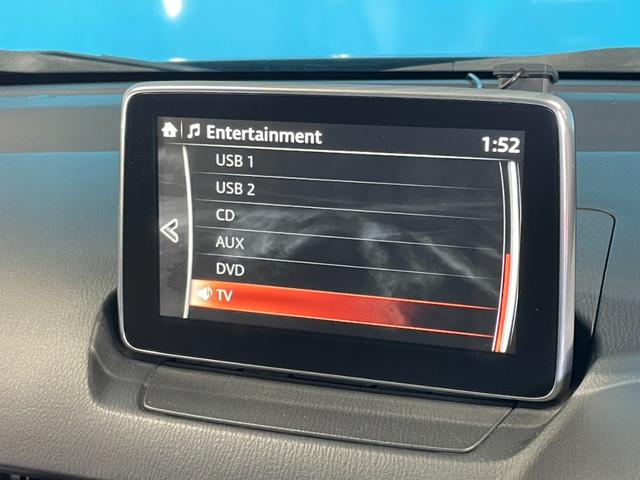 Entertainment
1:52
USB 1
USB 2
CD
AUX
DVD
TV